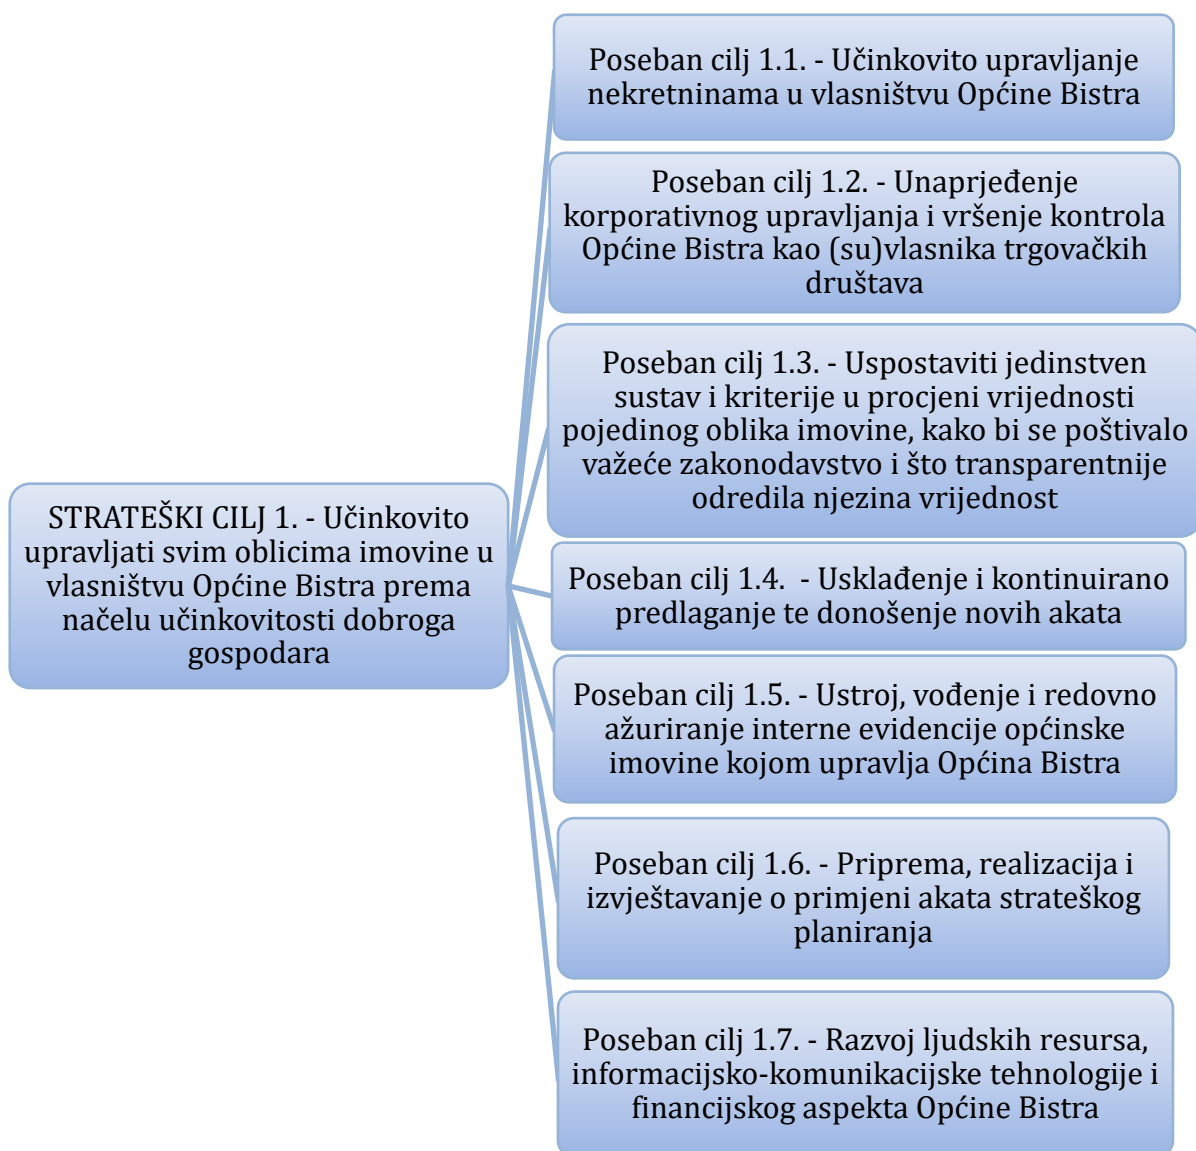 STRATEŠKI CILJ 1. - Učinkovito
upravljati svim oblicima imovine u
vlasništvu Općine Bistra prema
načelu učinkovitosti dobroga
gospodara
Poseban cilj 1.1. - Učinkovito upravljanje
nekretninama u vlasništvu Općine Bistra
Poseban cilj 1.2. - Unaprjeđenje
korporativnog upravljanja i vršenje kontrola
Općine Bistra kao (su)vlasnika trgovačkih
društava
Poseban cilj 1.3. - Uspostaviti jedinstven
sustav i kriterije u procjeni vrijednosti
pojedinog oblika imovine, kako bi se poštivalo
važeće zakonodavstvo i što transparentnije
odredila njezina vrijednost
Poseban cilj 1.4.  - Usklađenje i kontinuirano
predlaganje te donošenje novih akata
Poseban cilj 1.5. - Ustroj, vođenje i redovno
ažuriranje interne evidencije općinske
imovine kojom upravlja Općina Bistra
Poseban cilj 1.6. - Priprema, realizacija i
izvještavanje o primjeni akata strateškog
planiranja
Poseban cilj 1.7. - Razvoj ljudskih resursa,
informacijsko-komunikacijske tehnologije i
financijskog aspekta Općine Bistra